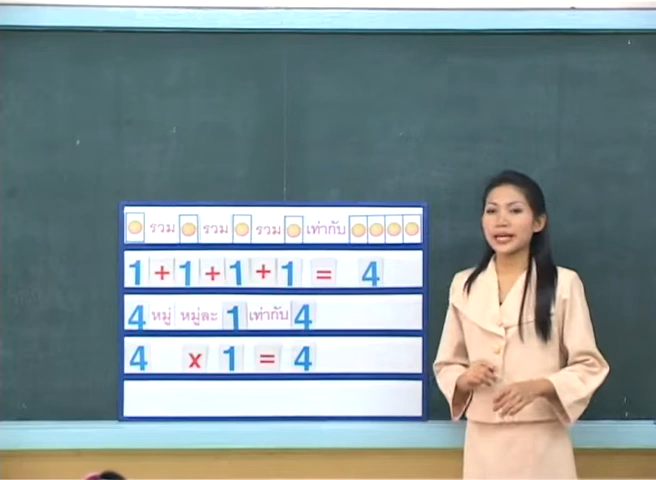 รวม รวม รวม เท่ากับ
1 + 1 + 1 + 1 = 4
4 หมู่ หมู่ละ 1 เท่ากับ 4
4 x 1 = 4